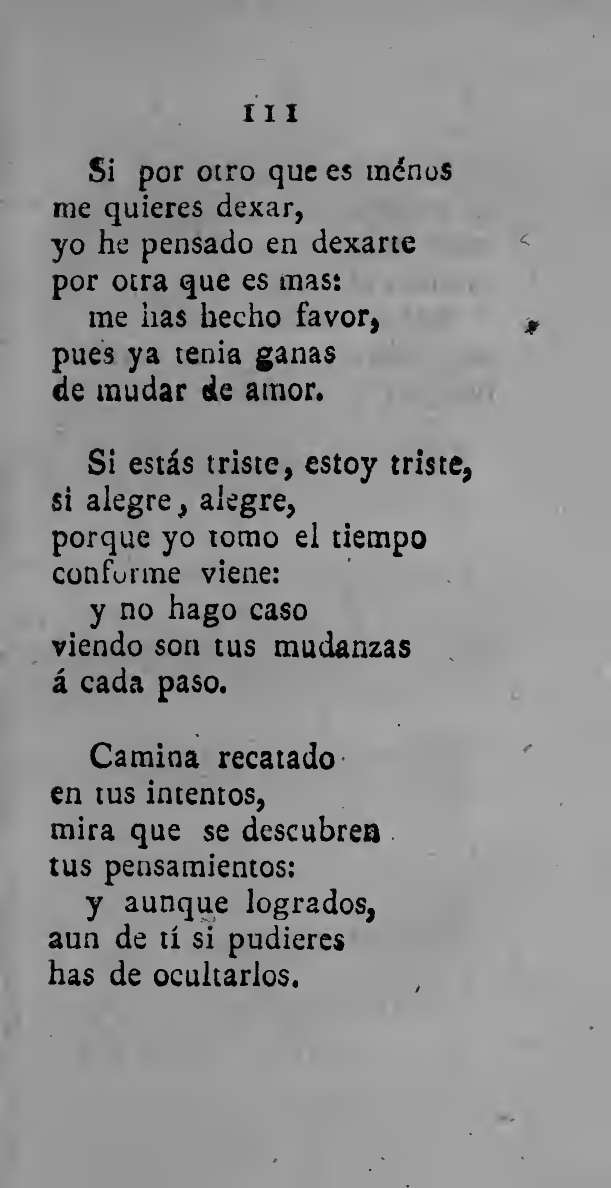 111
Si por otro que es ménos
me quieres dexar,
yo he pensado en dexarte
por otra que es mas:
me has hecho favor,
pues ya tenia ganas
de mudar de amor.
Si estás triste, estoy triste,
si alegre, alegre,
porque yo tomo el tiempo
conforme viene:
y no hago caso
viendo son tus mudanzas
á cada paso.
Camina recatado
en tus intentos,
mira que se descubren
tus pensamientos:
y aunque logrados,
aun de tí si pudieres
has de ocultarlos.